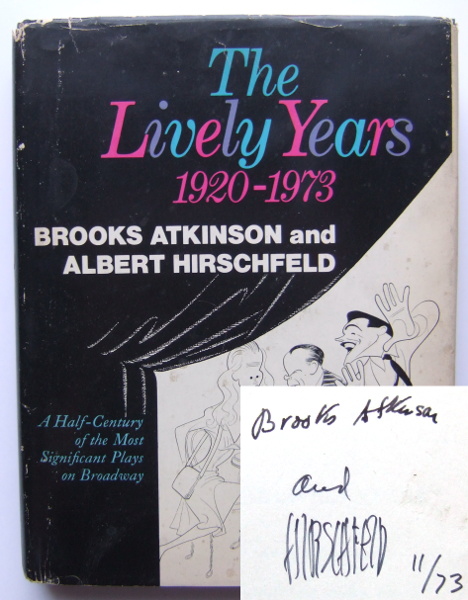 The
Lively Years
1920-1973
BROOKS ATKINSON and
ALBERT HIRSCHFELD
A Half-Century
of the Most
Significant Plays
on Broadway
Brooks Atkinson
and
HIRSCHFELD
11/73